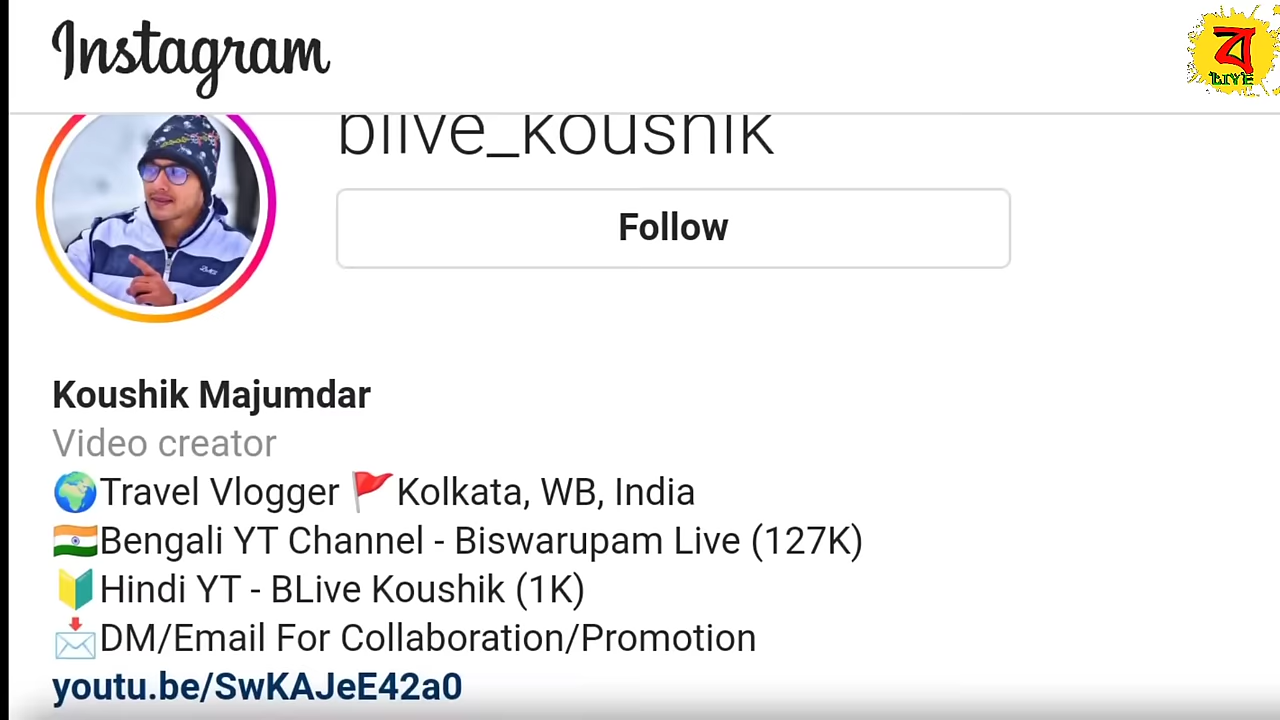 Instagram
ব
LIVE
blive_koushik
Follow
Koushik Majumdar
Video creator
🌍Travel Vlogger 🚩Kolkata, WB, India
🇮🇳Bengali YT Channel - Biswarupam Live (127K)
🔰Hindi YT - BLive Koushik (1K)
📩DM/Email For Collaboration/Promotion
youtu.be/SwKAJeE42a0